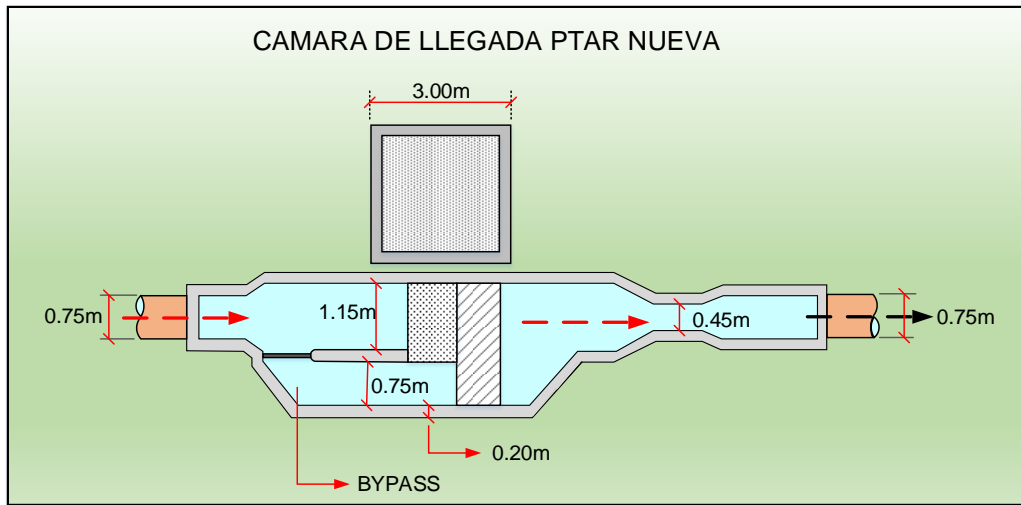 CAMARA DE LLEGADA PTAR NUEVA
3.00m
0.75m
1.15m
0.45m
0.75m
0.75m
0.20m
BYPASS